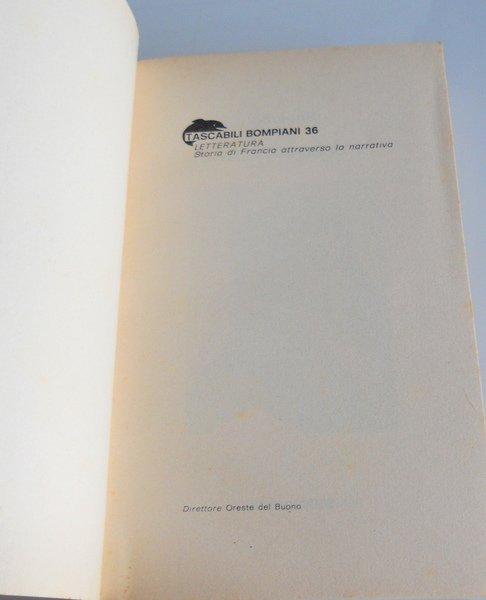 TASCABILI BOMPIANI 36
LETTERATURA
Storia di Francia attraverso la narrativa
Direttore Oreste del Buono